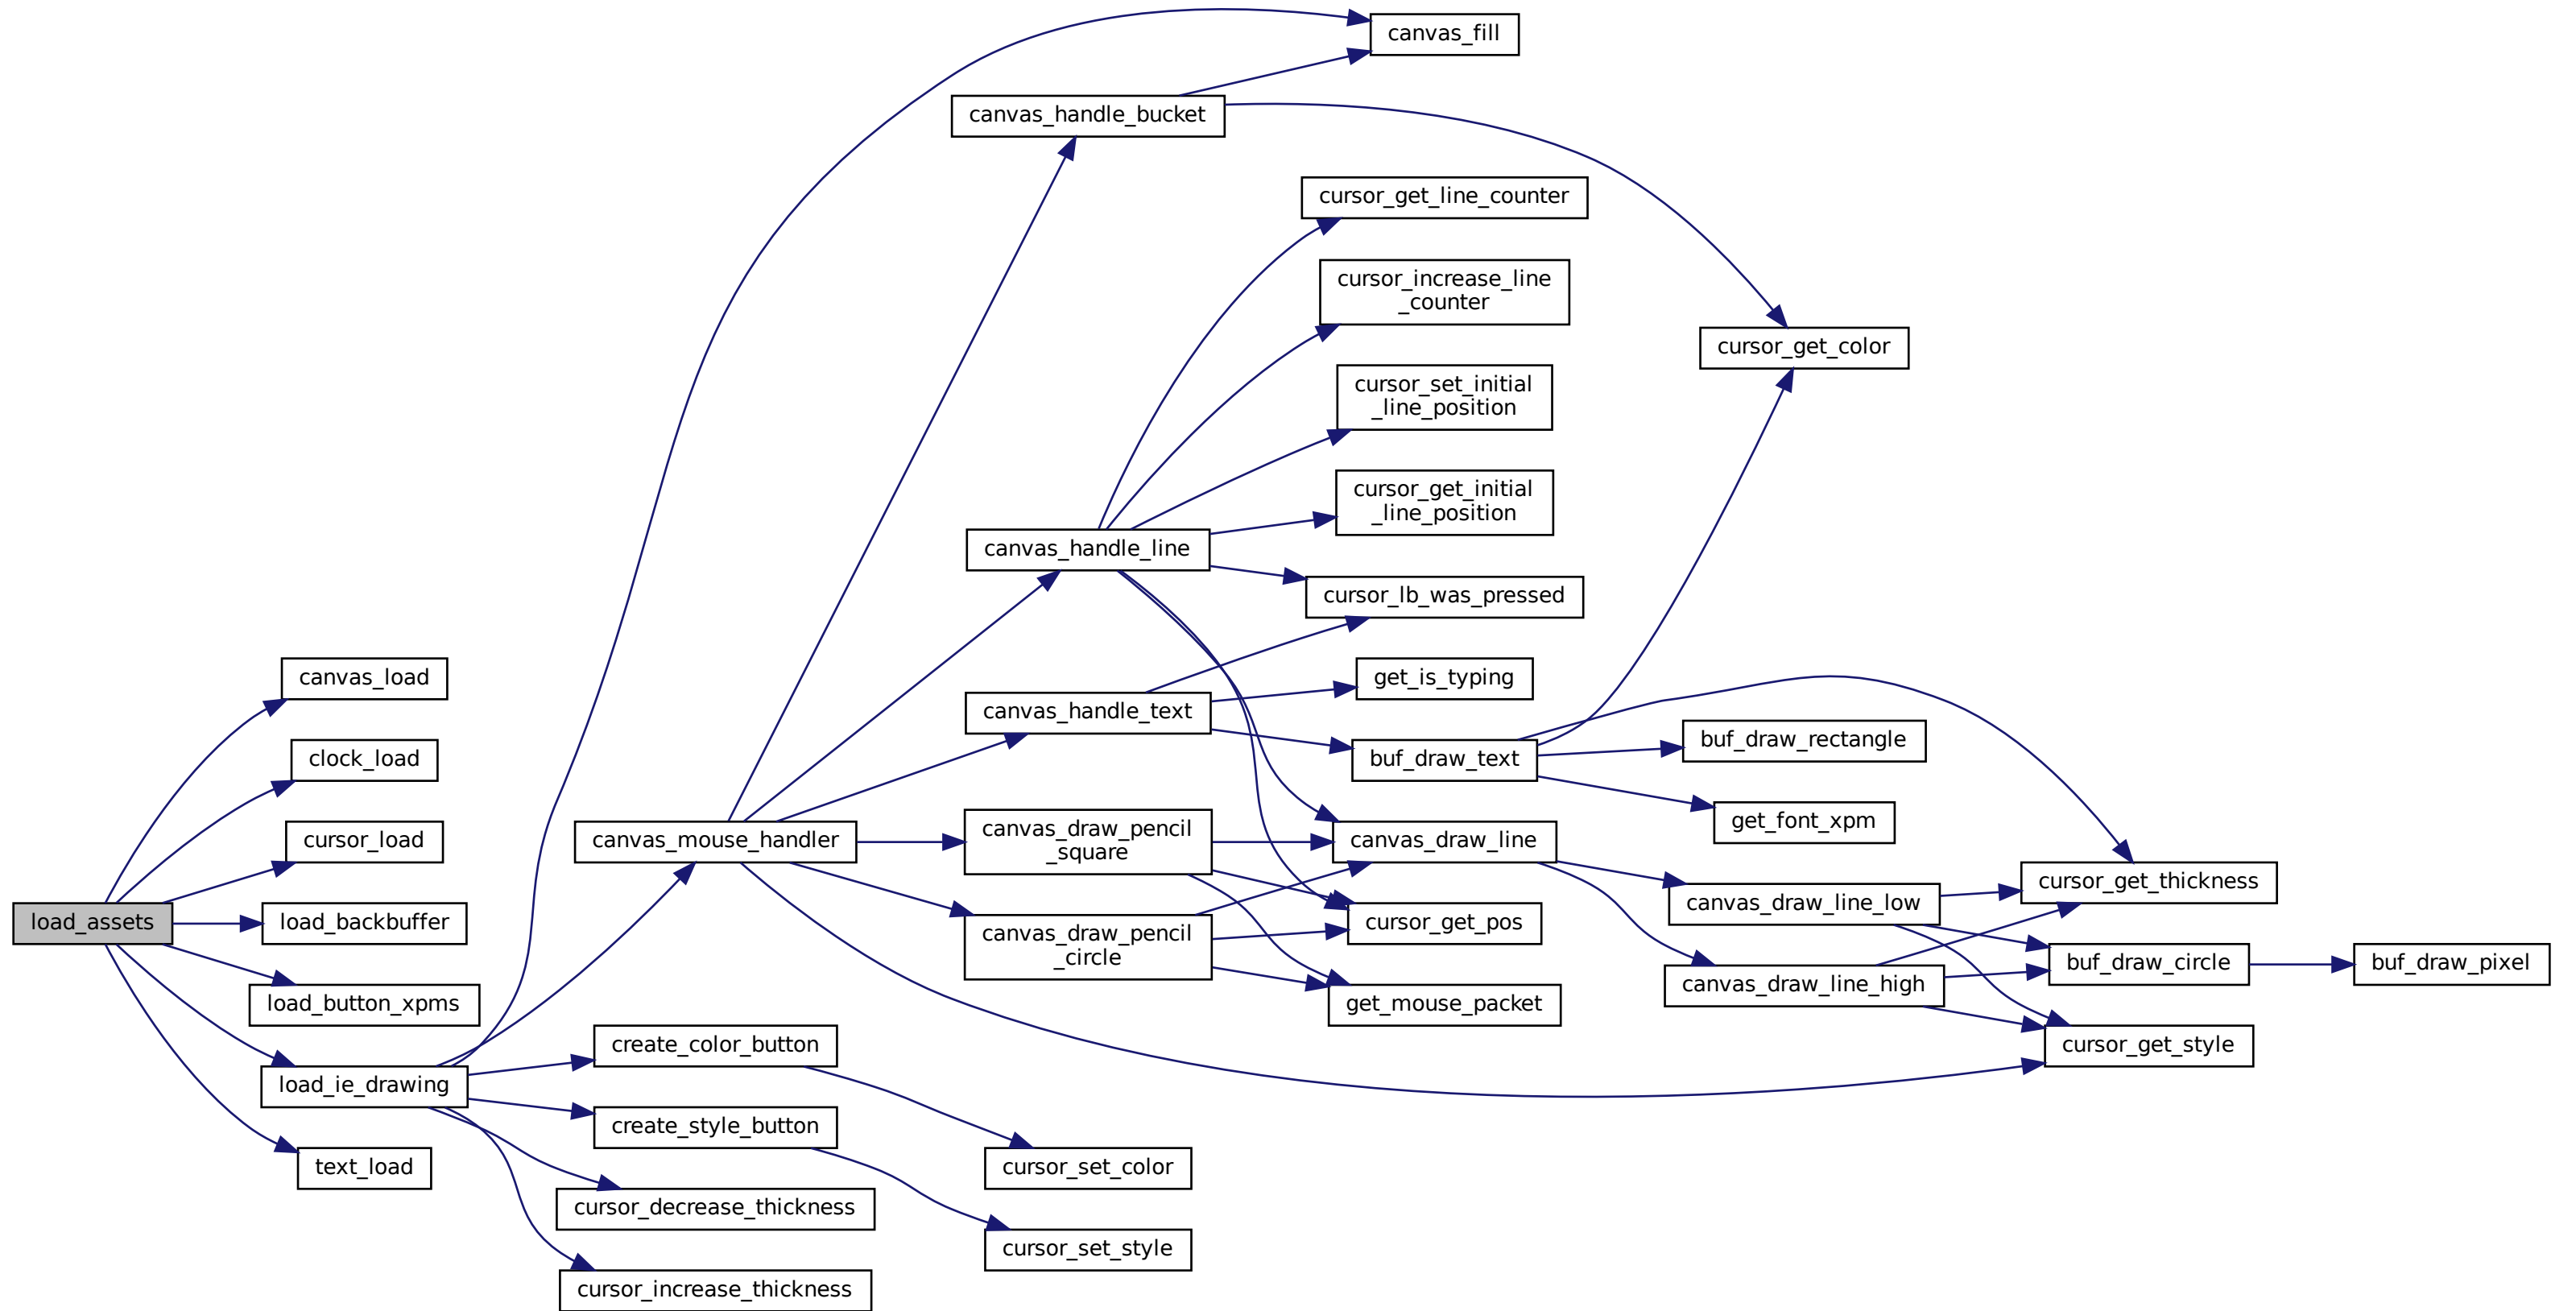 canvas_fill
canvas_handle_bucket
cursor_get_line_counter
cursor_increase_line
_counter
cursor_get_color
cursor_set_initial
_line_position
cursor_get_initial
_line_position
canvas_handle_line
cursor_lb_was_pressed
canvas_load
get_is_typing
canvas_handle_text
buf_draw_rectangle
clock_load
buf_draw_text
get_font_xpm
cursor_load
canvas_mouse_handler
canvas_draw_pencil
_square
canvas_draw_line
cursor_get_thickness
canvas_draw_line_low
load_assets
load_backbuffer
canvas_draw_pencil
_circle
cursor_get_pos
buf_draw_circle
buf_draw_pixel
canvas_draw_line_high
load_button_xpms
get_mouse_packet
create_color_button
cursor_get_style
load_ie_drawing
create_style_button
text_load
cursor_set_color
cursor_decrease_thickness
cursor_set_style
cursor_increase_thickness